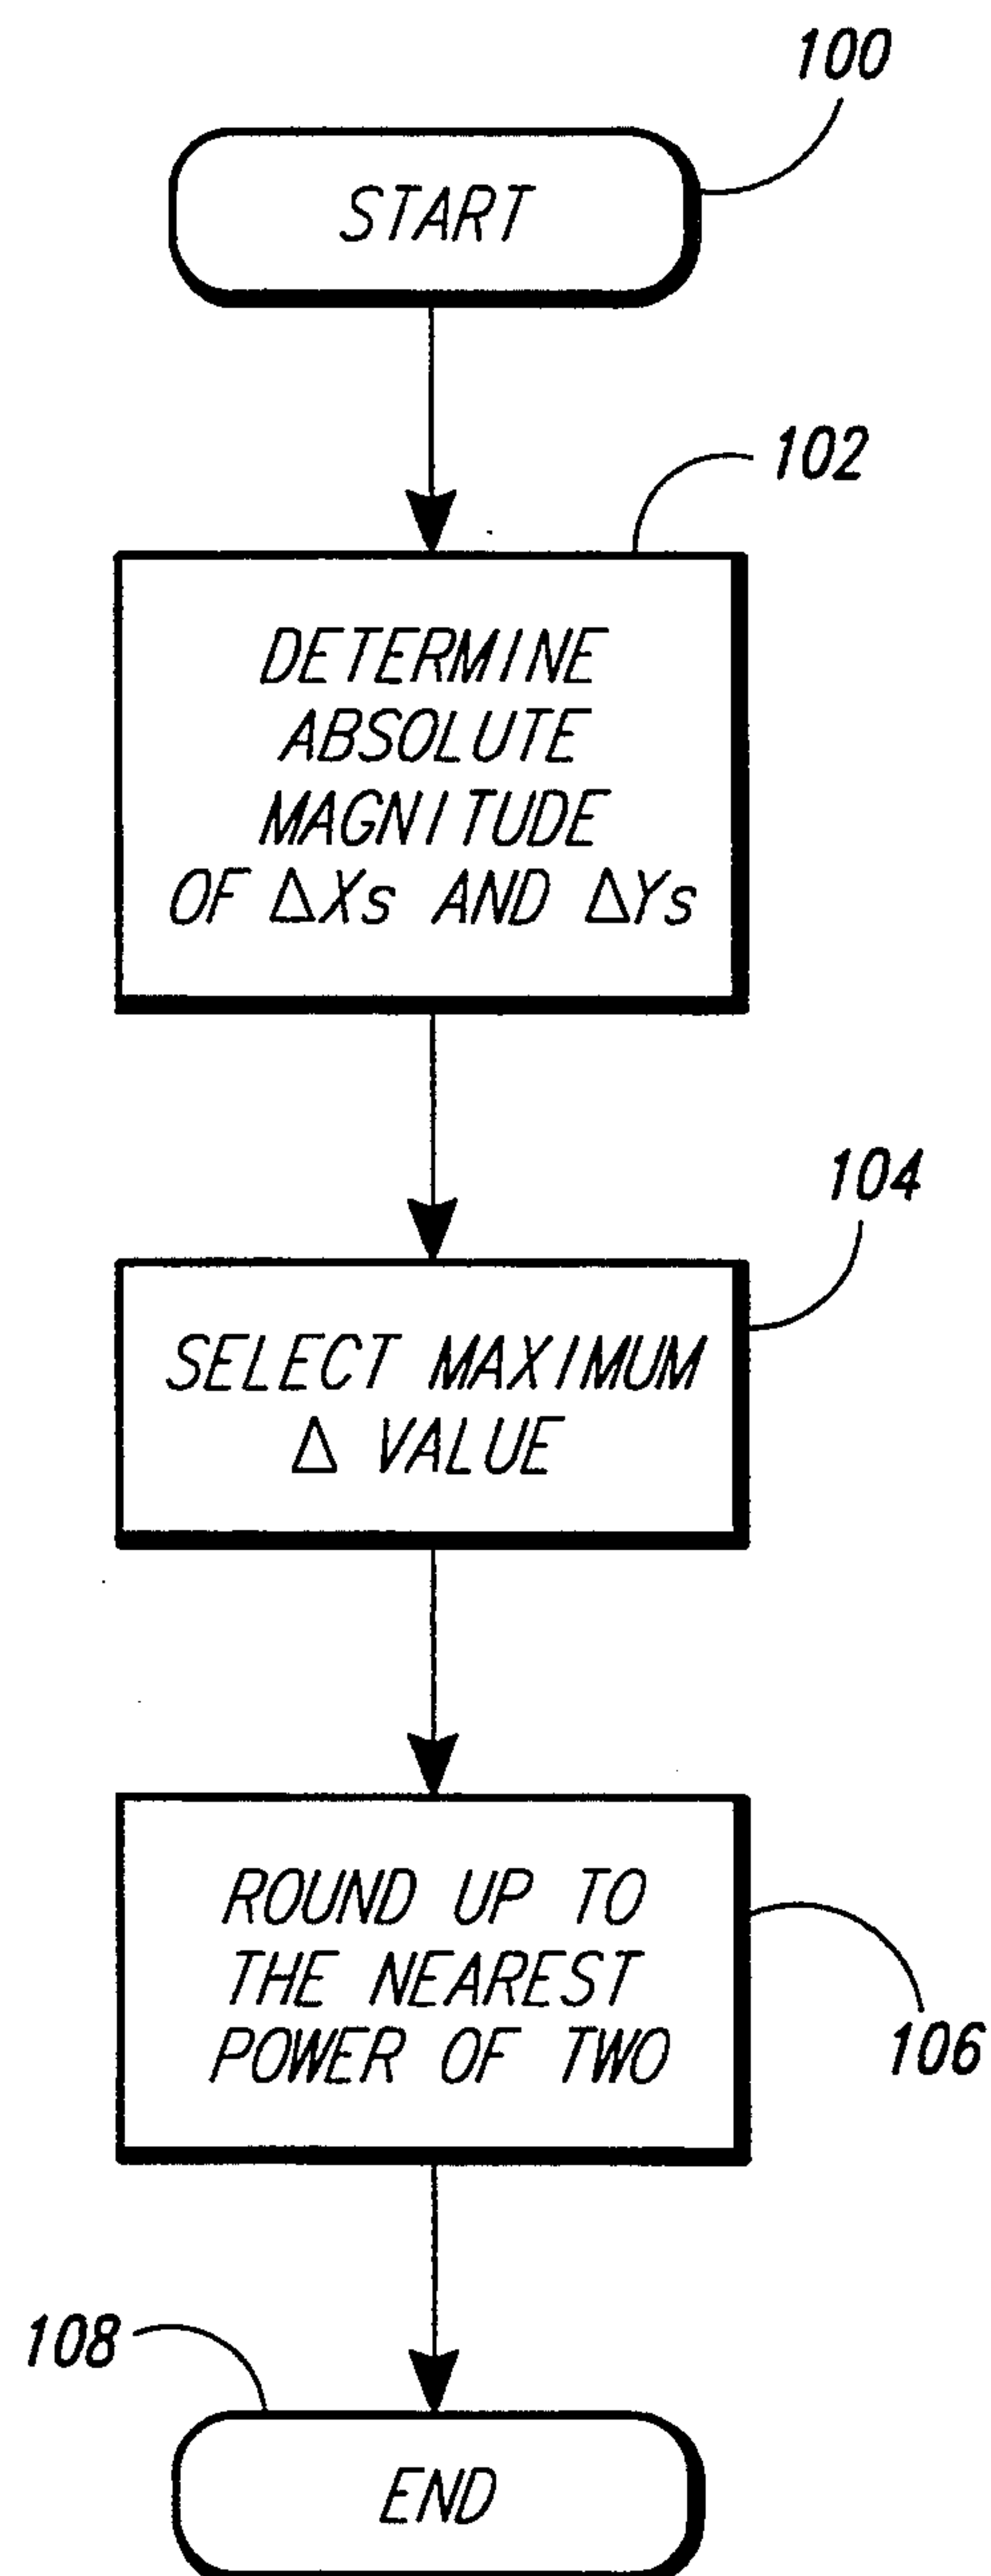 100
START
102
DETERMINE
ABSOLUTE
MAGNITUDE
OF ΔXs AND ΔYs
104
SELECT MAXIMUM
Δ VALUE
ROUND UP TO
THE NEAREST
POWER OF TWO
106
108
END